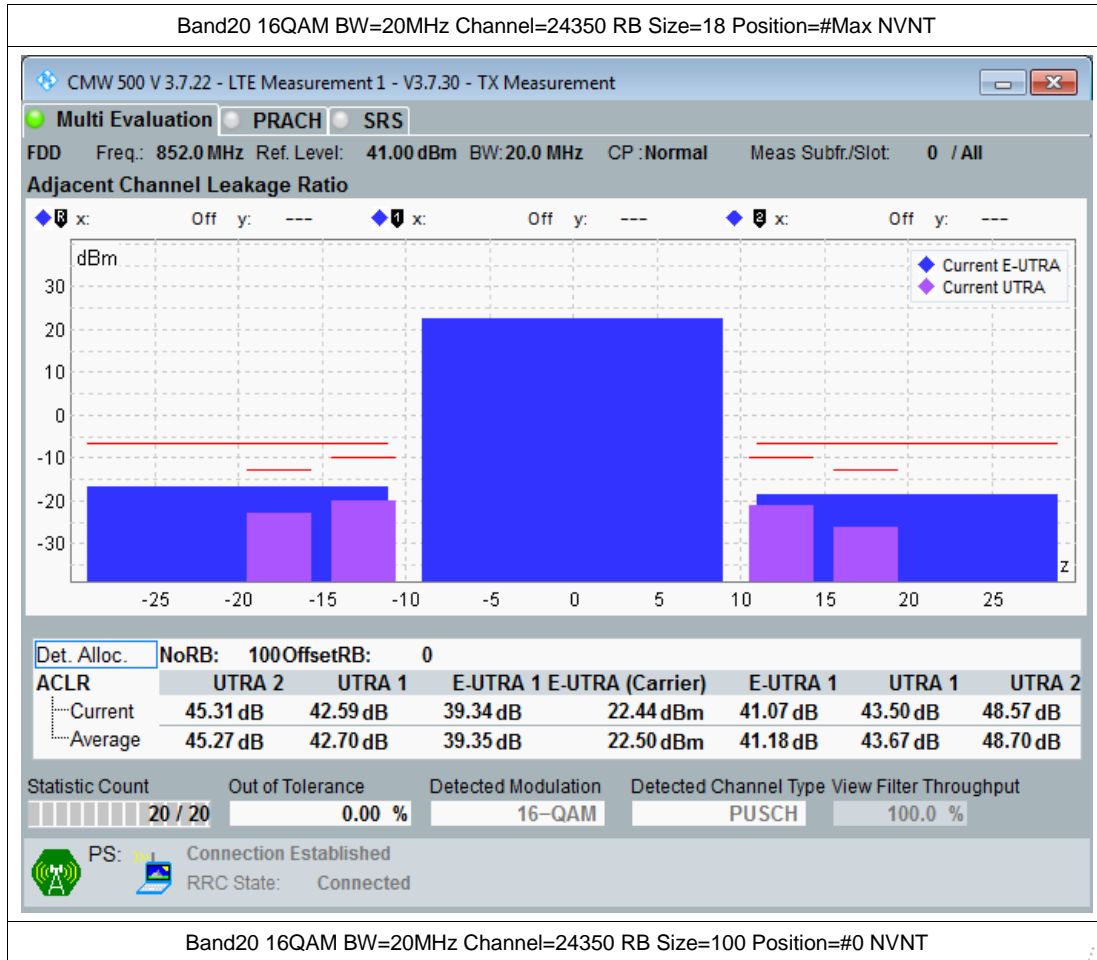 Band20 16QAM BW=20MHz Channel=24350 RB Size=18 Position=#Max NVNT
CMW 500 V 3.7.22 - LTE Measurement 1 - V3.7.30 - TX Measurement
Multi Evaluation PRACH SRS
FDD Freq.: 852.0 MHz Ref. Level: 41.00 dBm BW: 20.0 MHz CP : Normal Meas Subfr./Slot: 0 / All
Adjacent Channel Leakage Ratio
R x: Off y: --- 1 x: Off y: --- 2 x: Off y: ---
dBm
Current E-UTRA
Current UTRA
30
20
10
0
-10
-20
-30
z
-25 -20 -15 -10 -5 0 5 10 15 20 25
Det. Alloc. NoRB: 100 OffsetRB: 0
ACLR UTRA 2 UTRA 1 E-UTRA 1 E-UTRA (Carrier) E-UTRA 1 UTRA 1 UTRA 2
Current 45.31 dB 42.59 dB 39.34 dB 22.44 dBm 41.07 dB 43.50 dB 48.57 dB
Average 45.27 dB 42.70 dB 39.35 dB 22.50 dBm 41.18 dB 43.67 dB 48.70 dB
Statistic Count Out of Tolerance Detected Modulation Detected Channel Type View Filter Throughput
20 / 20 0.00 % 16-QAM PUSCH 100.0 %
PS: Connection Established
RRC State: Connected
Band20 16QAM BW=20MHz Channel=24350 RB Size=100 Position=#0 NVNT